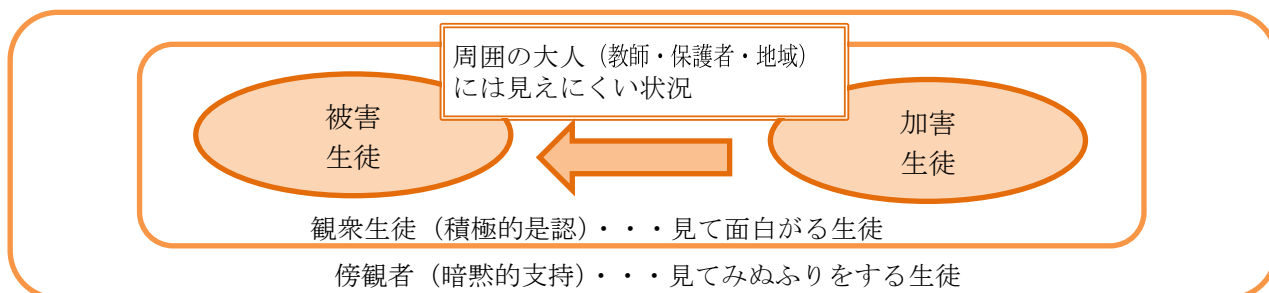 周囲の大人（教師・保護者・地域）
には見えにくい状況
被害
生徒
加害
生徒
観衆生徒（積極的是認）・・・見て面白がる生徒
傍観者（暗黙的支持）・・・見てみぬふりをする生徒